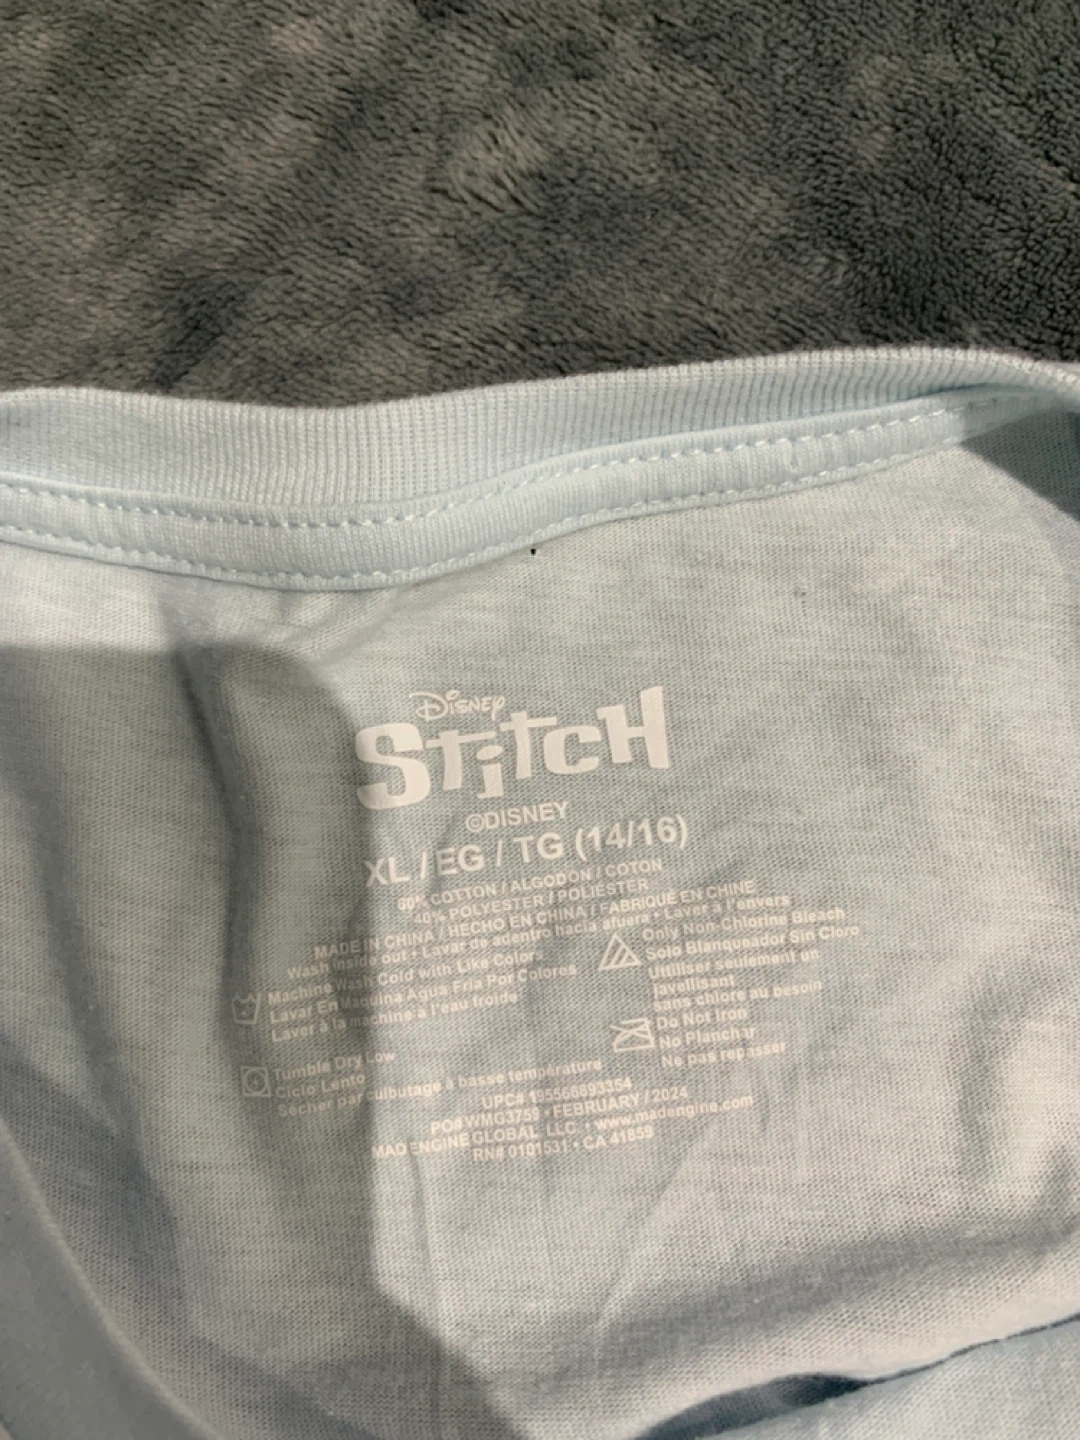 Disney
Stitch
©DISNEY
XL / EG / TG (14/16)
60% COTTON / ALGODON / COTON
40% POLYESTER / POLIÉSTER
MADE IN CHINA / HECHO EN CHINA / FABRIQUÉ EN CHINE
Wash inside out • Lavar de adentro hacia afuera • Laver à l'envers
Machine Wash Cold with Like Colors
Lavar En Maquina Agua Fria Por Colores
Laver à la machine à l'eau froide
Only Non-Chlorine Bleach
Solo Blanqueador Sin Cloro
Utiliser seulement un
javellisant
sans chlore au besoin
Tumble Dry Low
Ciclo Lento
Sécher par culbutage à basse température
Do Not Iron
No Planchar
Ne pas repasser
UPC# 195566893354
PO# WMG3759 • FEBRUARY / 2024
MAD ENGINE GLOBAL, LLC. • www.madengine.com
RN# 0101531 • CA 41859